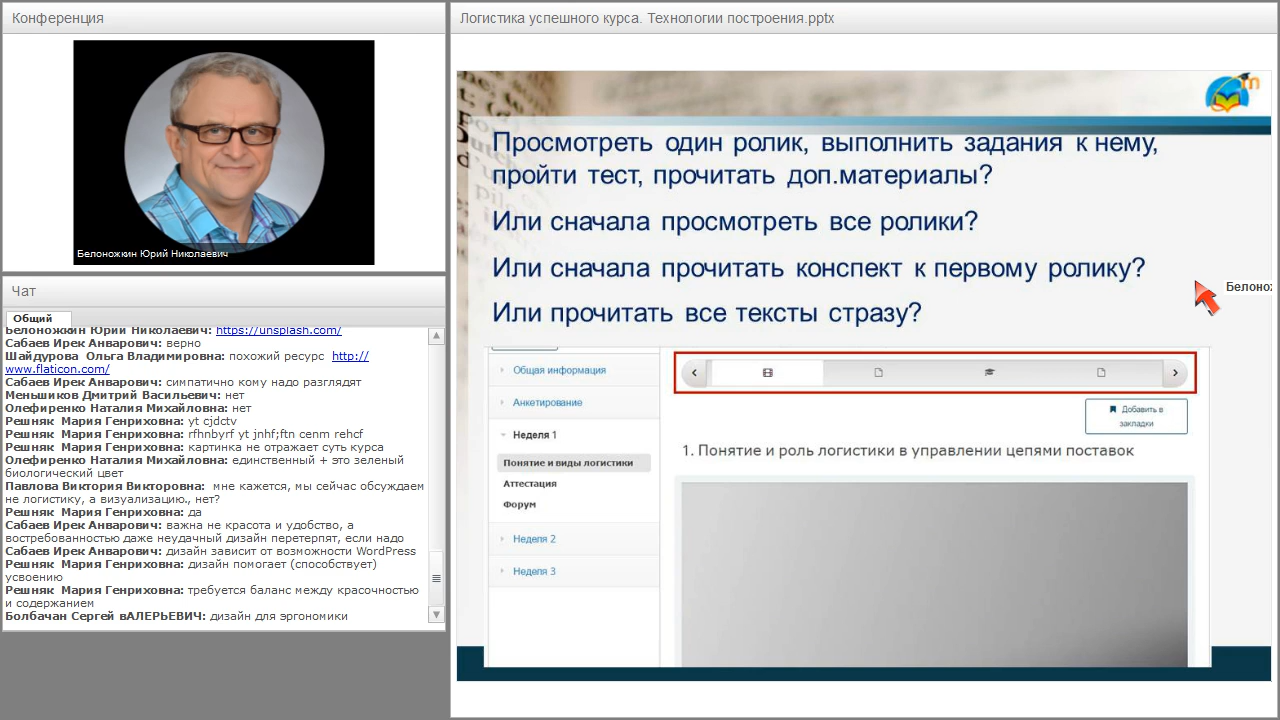 Конференция
Белоножкин Юрий Николаевич
Чат
Общий
Белоножкин Юрий Николаевич: https://unsplash.com/
Сабаев Ирек Анварович: верно
Шайдурова Ольга Владимировна: похожий ресурс http://
www.flaticon.com/
Сабаев Ирек Анварович: симпатично кому надо разглядят
Меньшиков Дмитрий Васильевич: нет
Олефиренко Наталия Михайловна: нет
Решняк Мария Генриховна: yt cjdctv
Решняк Мария Генриховна: rfhnbyrf yt jnhf;ftn cenm rehcf
Решняк Мария Генриховна: картинка не отражает суть курса
Олефиренко Наталия Михайловна: единственный + это зеленый
биологический цвет
Павлова Виктория Викторовна: мне кажется, мы сейчас обсуждаем
не логистику, а визуализацию., нет?
Решняк Мария Генриховна: да
Сабаев Ирек Анварович: важна не красота и удобство, а
востребованностью даже неудачный дизайн перетерпят, если надо
Сабаев Ирек Анварович: дизайн зависит от возможности WordPress
Решняк Мария Генриховна: дизайн помогает (способствует)
усвоению
Решняк Мария Генриховна: требуется баланс между красочностью
и содержанием
Болбачан Сергей вАЛЕРЬЕВИЧ: дизайн для эргономики
Логистика успешного курса. Технологии построения.pptx
Просмотреть один ролик, выполнить задания к нему,
пройти тест, прочитать доп.материалы?
Или сначала просмотреть все ролики?
Или сначала прочитать конспект к первому ролику?
Или прочитать все тексты стразу?
Белоно
Общая информация
Анкетирование
Неделя 1
Понятие и виды логистики
Аттестация
Форум
Неделя 2
Неделя 3
Добавить в
закладки
1. Понятие и роль логистики в управлении цепями поставок